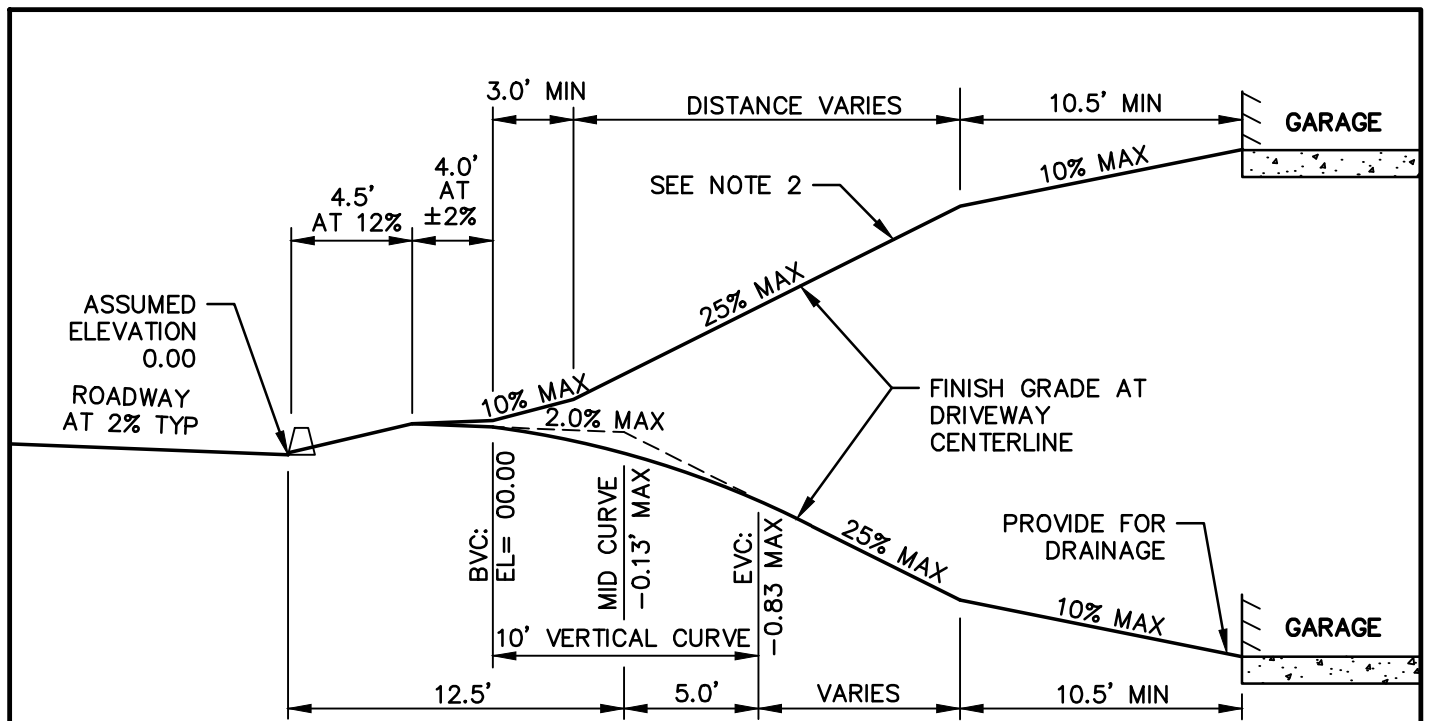 3.0' MIN
DISTANCE VARIES
10.5' MIN
GARAGE
4.0'
AT
±2%
4.5'
AT 12%
SEE NOTE 2
10% MAX
25% MAX
ASSUMED
ELEVATION
0.00
ROADWAY
AT 2% TYP
10% MAX
2.0% MAX
FINISH GRADE AT
DRIVEWAY
CENTERLINE
BVC:
EL= 00.00
MID CURVE
-0.13' MAX
EVC:
-0.83 MAX
25% MAX
PROVIDE FOR
DRAINAGE
10% MAX
GARAGE
10' VERTICAL CURVE
12.5'
5.0'
VARIES
10.5' MIN